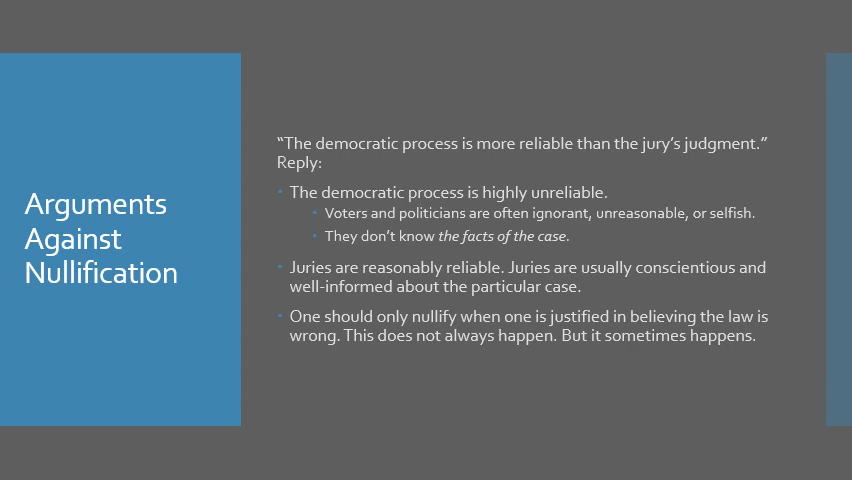 Arguments
Against
Nullification
“The democratic process is more reliable than the jury’s judgment.”
Reply:
• The democratic process is highly unreliable.
• Voters and politicians are often ignorant, unreasonable, or selfish.
• They don’t know the facts of the case.
• Juries are reasonably reliable. Juries are usually conscientious and
well-informed about the particular case.
• One should only nullify when one is justified in believing the law is
wrong. This does not always happen. But it sometimes happens.